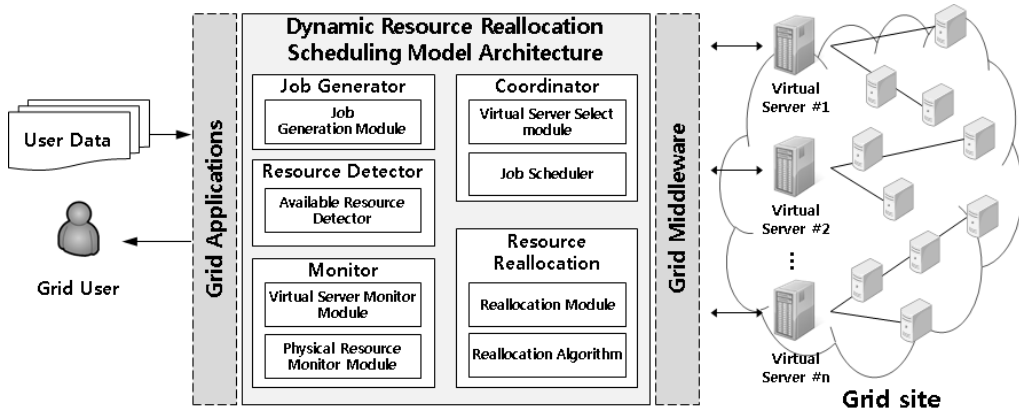 Dynamic Resource Reallocation
Scheduling Model Architecture
User Data
Grid User
Grid Applications
Job Generator
Job
Generation Module
Resource Detector
Available Resource
Detector
Monitor
Virtual Server Monitor
Module
Physical Resource
Monitor Module
Coordinator
Virtual Server Select
module
Job Scheduler
Resource
Reallocation
Reallocation Module
Reallocation Algorithm
Grid Middleware
Virtual
Server #1
Virtual
Server #2
⋮
Virtual
Server #n
Grid site